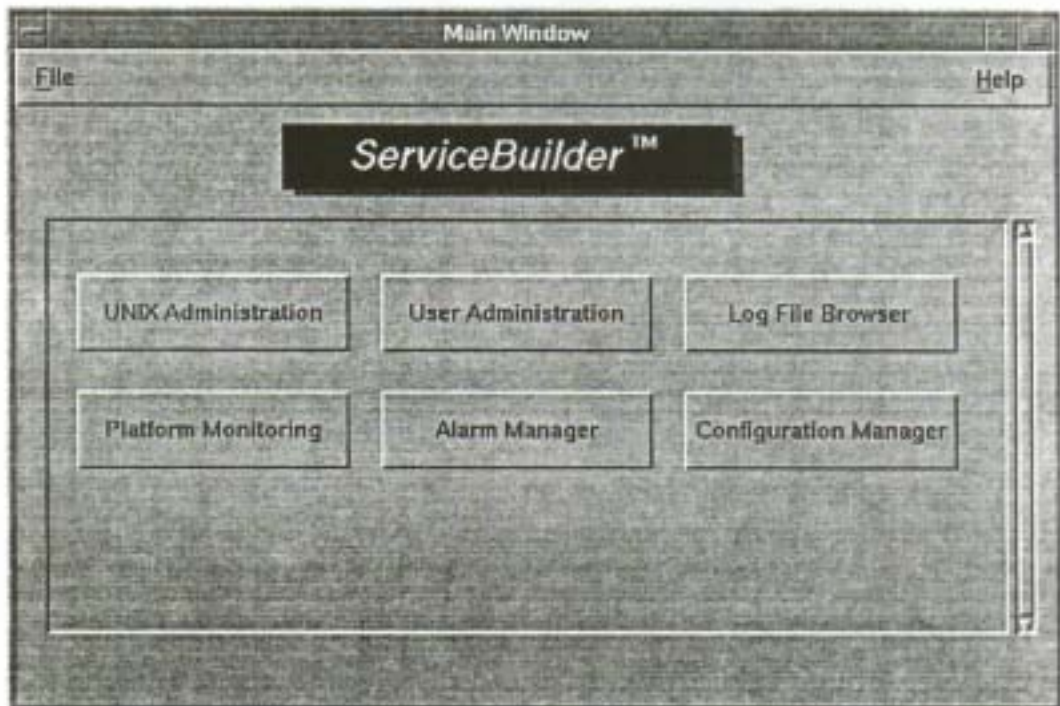 Main Window
File Help
ServiceBuilder™
UNIX Administration User Administration Log File Browser
Platform Monitoring Alarm Manager Configuration Manager